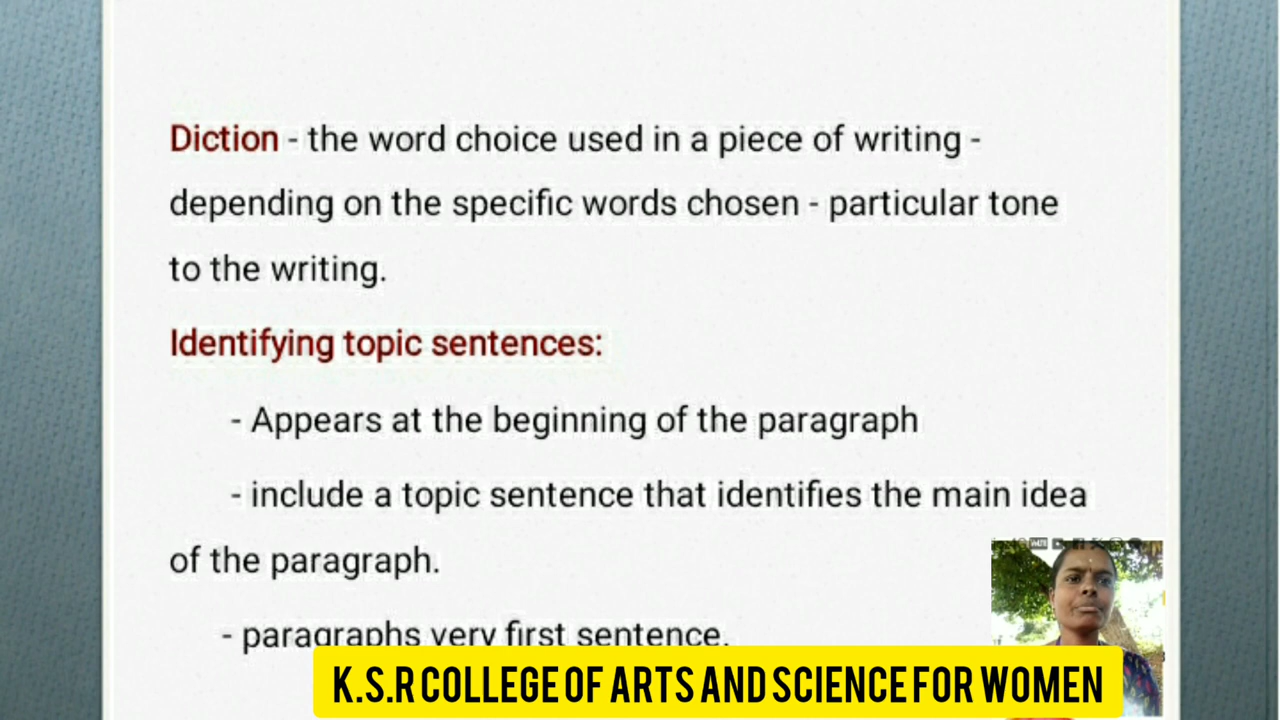 Diction - the word choice used in a piece of writing -
depending on the specific words chosen - particular tone
to the writing.
Identifying topic sentences:
- Appears at the beginning of the paragraph
- include a topic sentence that identifies the main idea
of the paragraph.
- paragraphs very first sentence.
K.S.R COLLEGE OF ARTS AND SCIENCE FOR WOMEN